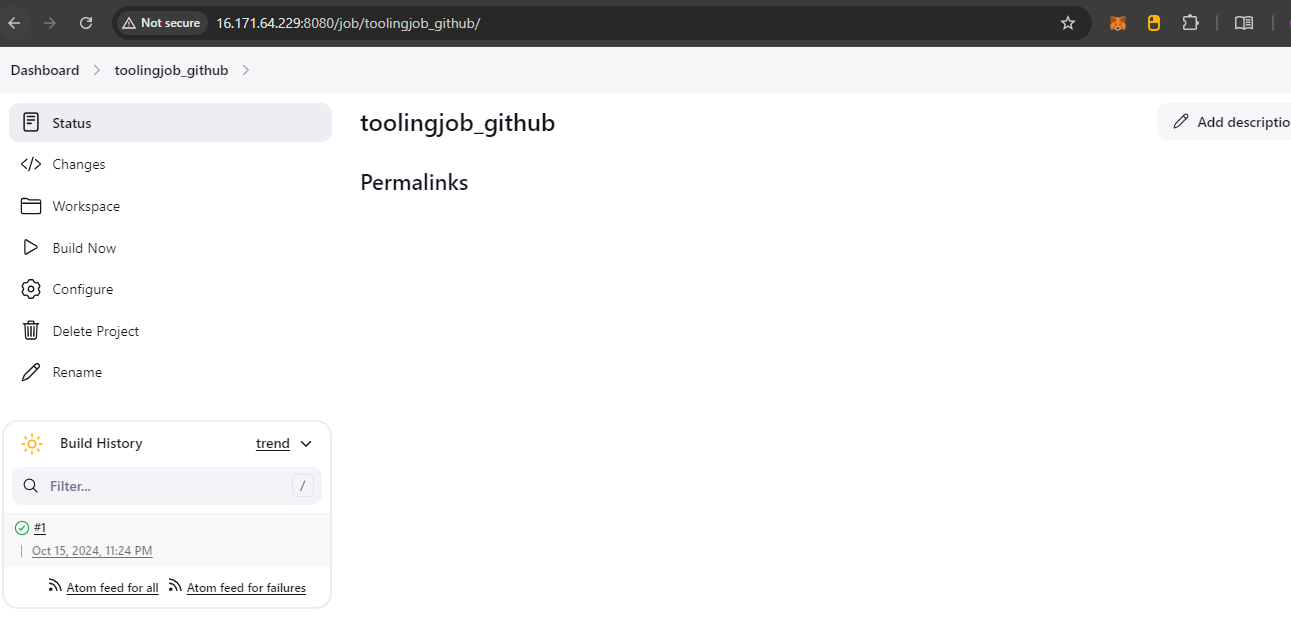 Not secure 16.171.64.229:8080/job/toolingjob_github/
Dashboard toolingjob_github
Status
Changes
Workspace
Build Now
Configure
Delete Project
Rename
toolingjob_github
Add descriptio
Permalinks
Build History trend
Filter... /
#1
Oct 15, 2024, 11:24 PM
Atom feed for all Atom feed for failures